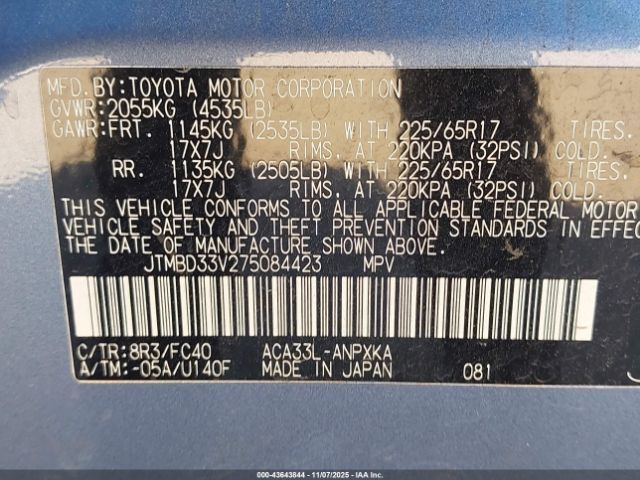 MFD. BY: TOYOTA MOTOR CORPORATION
GVWR: 2055KG (4535LB)
GAWR: FRT. 1145KG (2535LB) WITH 225/65R17 TIRES,
17X7J RIMS, AT 220KPA (32PSI) COLD.
RR. 1135KG (2505LB) WITH 225/65R17 TIRES,
17X7J RIMS, AT 220KPA (32PSI) COLD.
THIS VEHICLE CONFORMS TO ALL APPLICABLE FEDERAL MOTOR
VEHICLE SAFETY AND THEFT PREVENTION STANDARDS IN EFFEC
THE DATE OF MANUFACTURE SHOWN ABOVE.
JTMBD33V275084423 MPV
C/TR: 8R3/FC40 ACA33L-ANPXKA
A/TM: -05A/U140F MADE IN JAPAN 081
000-43643844 - 11/07/2025 - IAAI.com